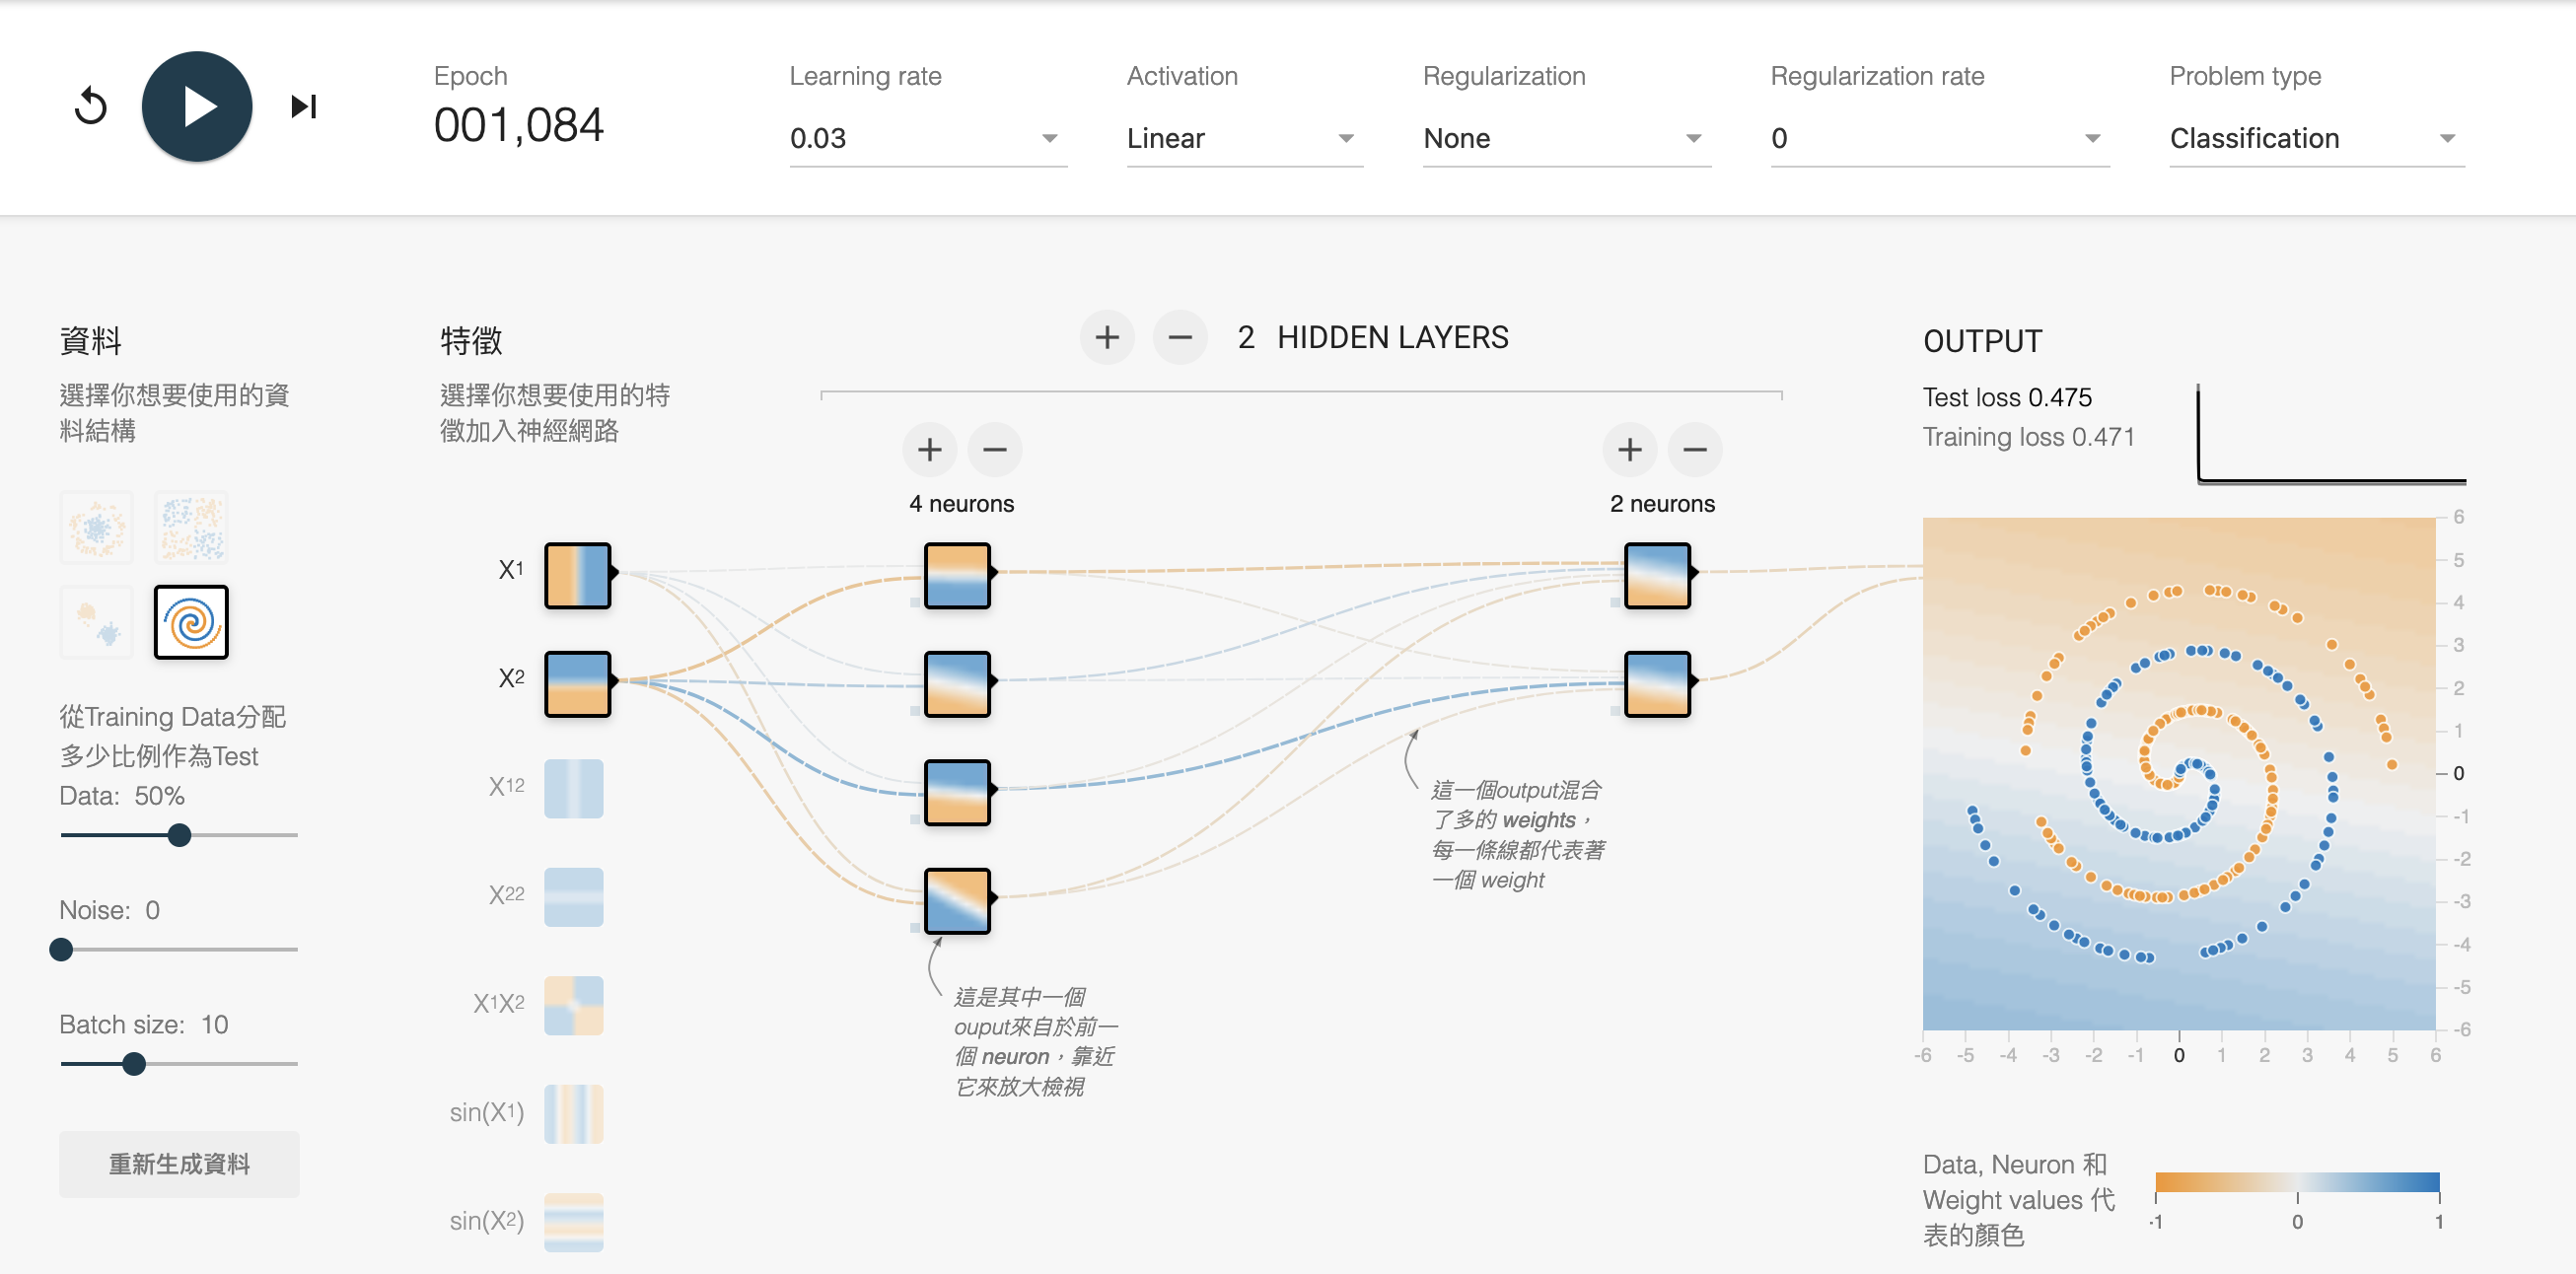 Epoch
001,084
Learning rate
0.03
Activation
Linear
Regularization
None
Regularization rate
0
Problem type
Classification
資料
選擇你想要使用的資
料結構
從Training Data分配
多少比例作為Test
Data: 50%
Noise: 0
Batch size: 10
重新生成資料
特徵
選擇你想要使用的特
徵加入神經網路
X1
X2
X12
X22
X1X2
sin(X1)
sin(X2)
2 HIDDEN LAYERS
4 neurons
2 neurons
這是其中一個
ouput來自於前一
個 neuron，靠近
它來放大檢視
這一個output混合
了多的 weights，
每一條線都代表著
一個 weight
OUTPUT
Test loss 0.475
Training loss 0.471
6
5
4
3
2
1
0
-1
-2
-3
-4
-5
-6
-6 -5 -4 -3 -2 -1 0 1 2 3 4 5 6
Data, Neuron 和
Weight values 代
表的顏色
-1 0 1